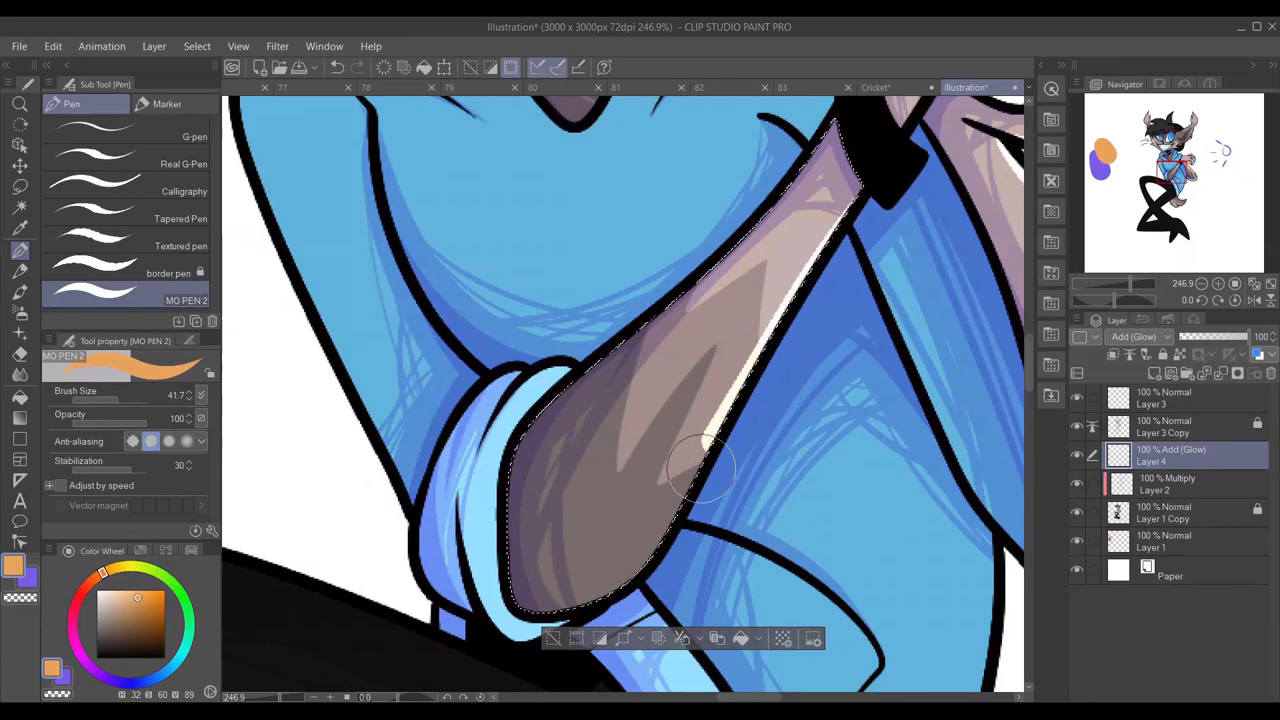 Illustration* (3000 x 3000px 72dpi 246.9%) - CLIP STUDIO PAINT PRO
File Edit Animation Layer Select View Filter Window Help
Sub Tool [Pen]
77 78 79 80 81 82 83 Cricket* Illustration*
Navigator
Pen Marker
G-pen
Real G-Pen
Calligraphy
Tapered Pen
Textured pen
border pen
MO PEN 2
Tool property [MO PEN 2]
MO PEN 2
Brush Size 41.7
Opacity 100
Anti-aliasing
Stabilization 30
Adjust by speed
Vector magnet
Color Wheel
H 32 S 60 V 89
246.9 0.0
246.9
0.0
Layer
Add (Glow) 100
100 % Normal
Layer 3
100 % Normal
Layer 3 Copy
100 % Add (Glow)
Layer 4
100 % Multiply
Layer 2
100 % Normal
Layer 1 Copy
100 % Normal
Layer 1
Paper